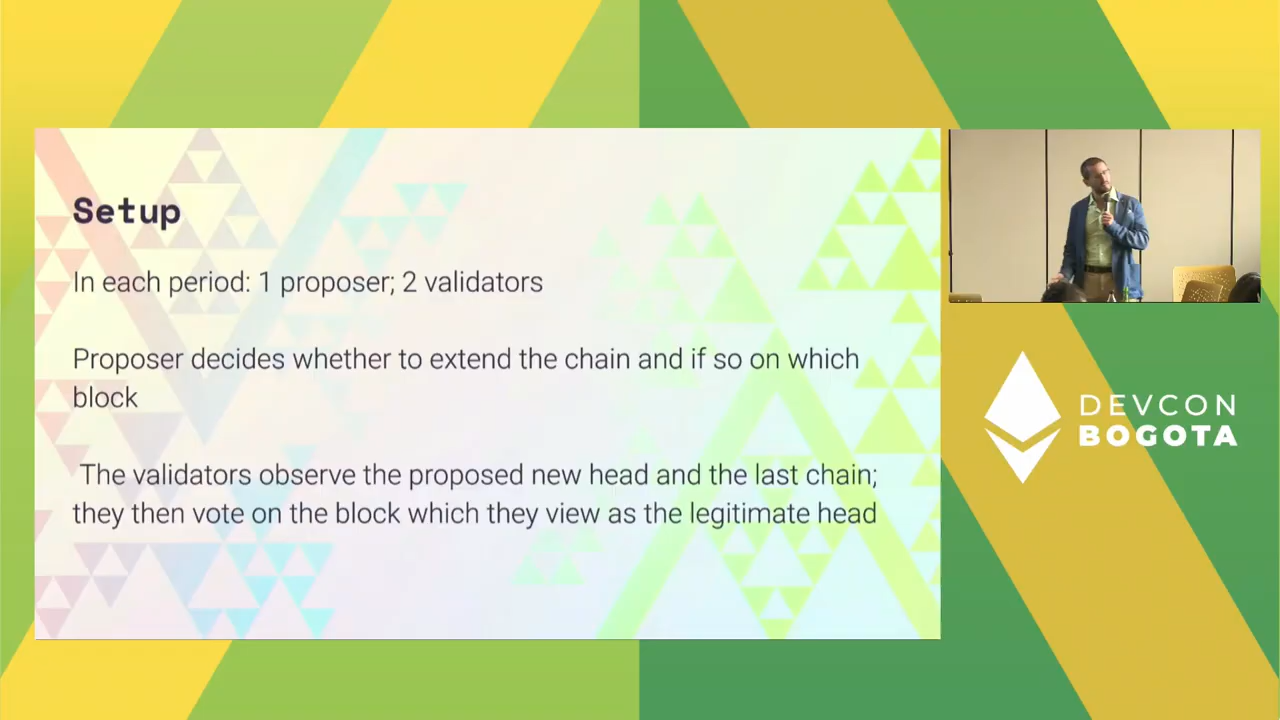 Setup
In each period: 1 proposer; 2 validators
Proposer decides whether to extend the chain and if so on which
block
The validators observe the proposed new head and the last chain;
they then vote on the block which they view as the legitimate head
DEVCON
BOGOTA